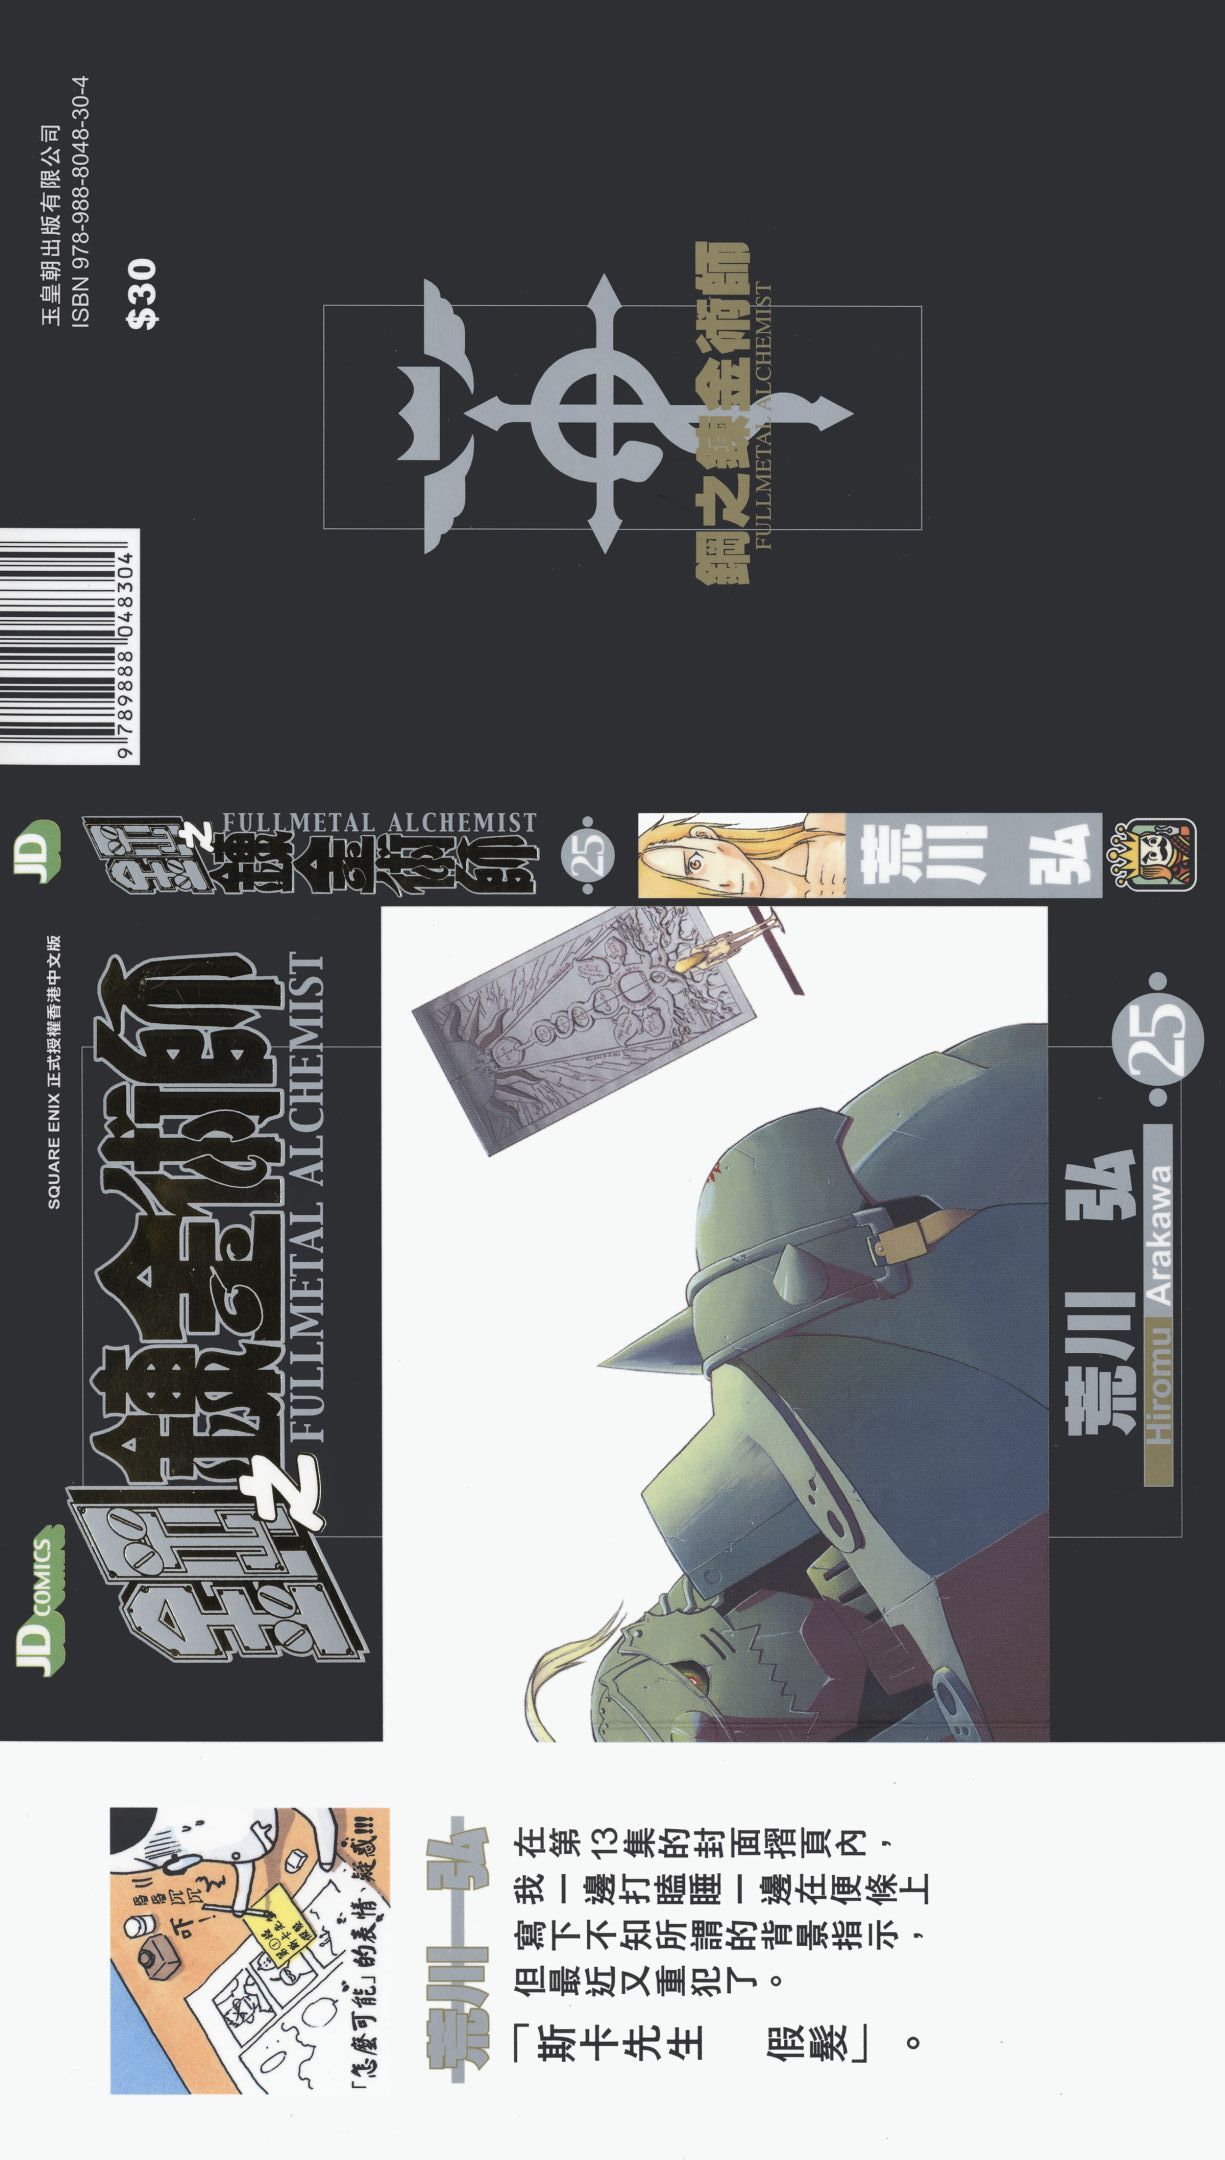 玉皇朝出版有限公司
ISBN 978-988-8048-30-4
$30
鋼之鍊金術師
FULLMETAL ALCHEMIST
9 789888 048304
JD
鋼之鍊金術師
FULLMETAL ALCHEMIST
25
荒川 弘
SQUARE ENIX 正式授權香港中文版
JD COMICS
鋼之鍊金術師
FULLMETAL ALCHEMIST
25
荒川 弘
Hiromu Arakawa
「怎麼可能」的表情、疑惑!!!
荒川 弘
在第13集的封面摺頁內，
我一邊打瞌睡一邊在便條上
寫下不知所謂的背景指示，
但最近又重犯了。
「斯卡先生 假髮」。